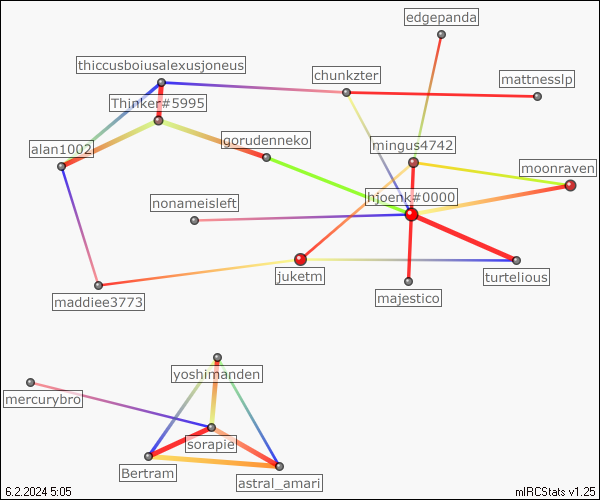 edgepanda
thiccusboiusalexusjoneus
chunkzter
mattnesslp
Thinker#5995
gorudenneko
alan1002
mingus4742
moonraven
hjoenk#0000
nonameisleft
juketm
turtelious
maddiee3773
majestico
yoshimanden
mercurybro
sorapie
Bertram
astral_amari
6.2.2024 5:05
mIRCStats v1.25